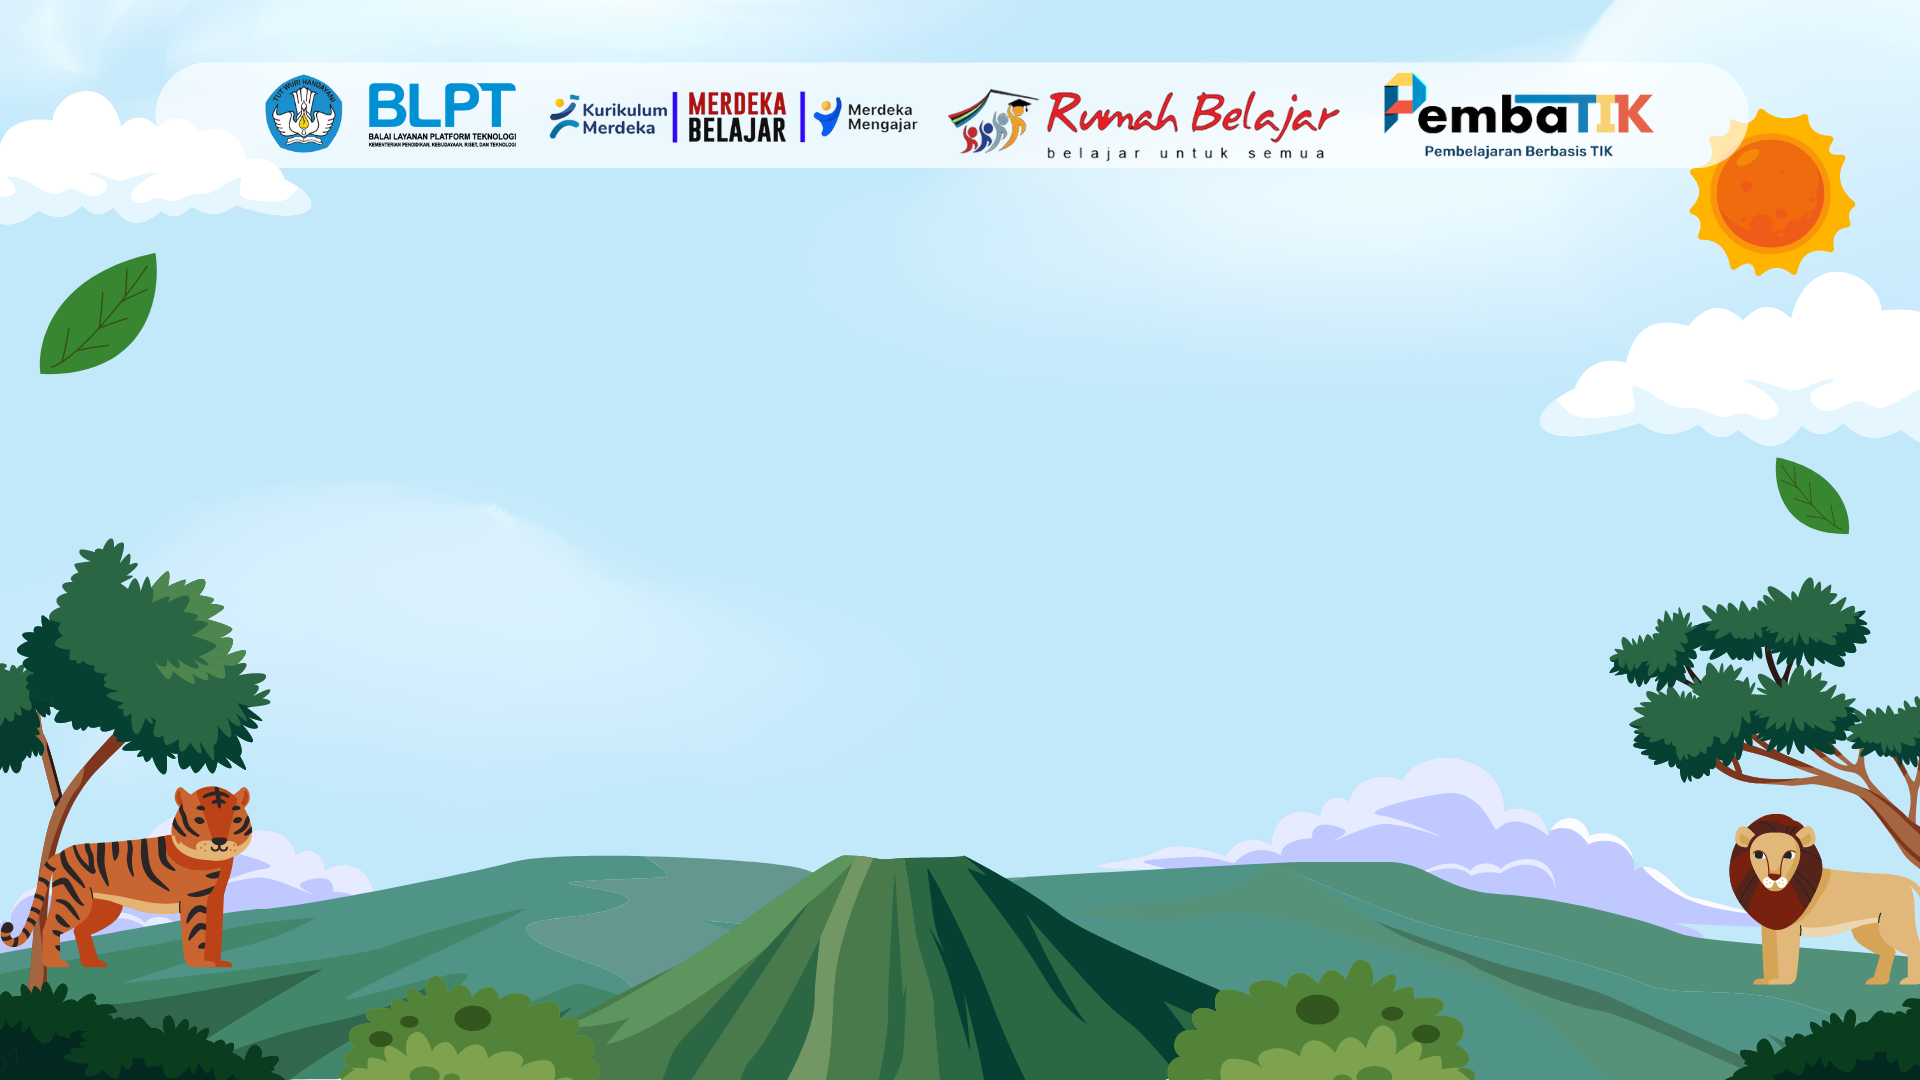 TUT WURI HANDAYANI
BLPT
BALAI LAYANAN PLATFORM TEKNOLOGI
KEMENTERIAN PENDIDIKAN, KEBUDAYAAN, RISET, DAN TEKNOLOGI
Kurikulum
Merdeka
MERDEKA
BELAJAR
Merdeka
Mengajar
Rumah Belajar
belajar untuk semua
PembaTIK
Pembelajaran Berbasis TIK